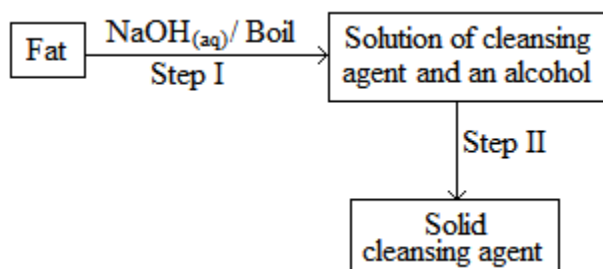 Fat
NaOH(aq)/ Boil
Step I
Solution of cleansing
agent and an alcohol
Step II
Solid
cleansing agent